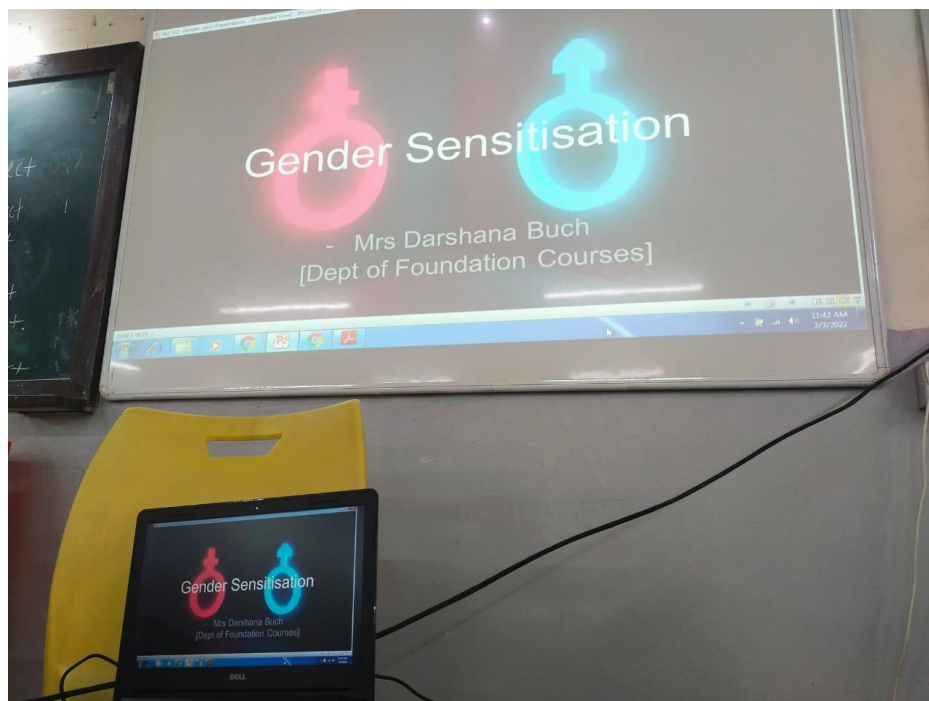 Gender Sensitisation
- Mrs Darshana Buch
[Dept of Foundation Courses]
11:42 AM
3/3/2022
Gender Sensitisation
- Mrs Darshana Buch
[Dept of Foundation Courses]
DELL